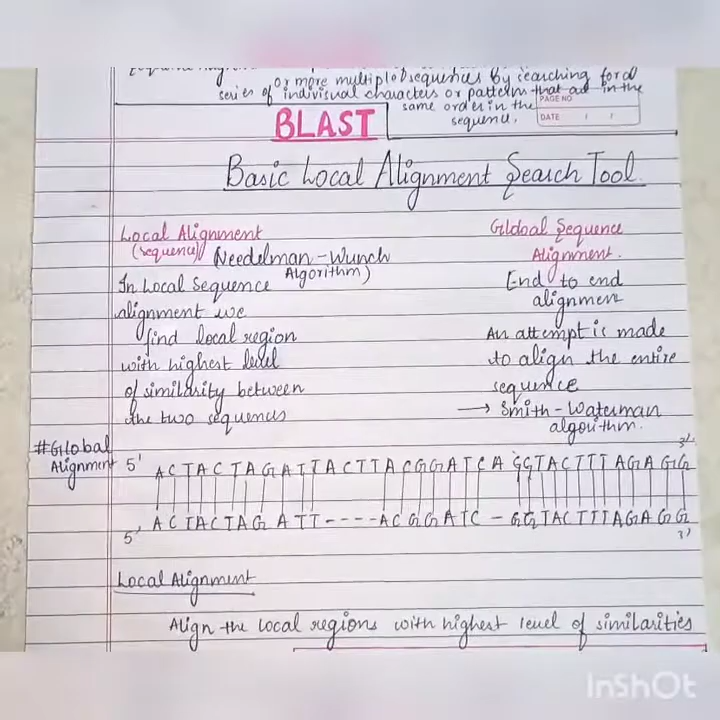 or more multiple sequences by searching for a
series of indivisual characters or pattern that ad in the
same order in the
sequence.
PAGE NO
DATE / /
BLAST
Basic Local Alignment Search Tool.
Local Alignment
(sequence) (Needelman-Wunch
Algorithm)
In Local Sequence
alignment we
find local region
with highest level
of similarity between
the two sequences
Global Sequence
Alignment.
End to end
alignment
An attempt is made
to align the entire
sequence
→ Smith-Waterman
algorithm.
#Global
Alignment
5' ACTACTAGATTACTTACGGATCAGGTACTTTAGAGG 3'
5' ACTACTAGATT----ACGGATC-GGTACTTTAGAGG 3'
Local Alignment
Align the local regions with highest level of similarities
InShOt